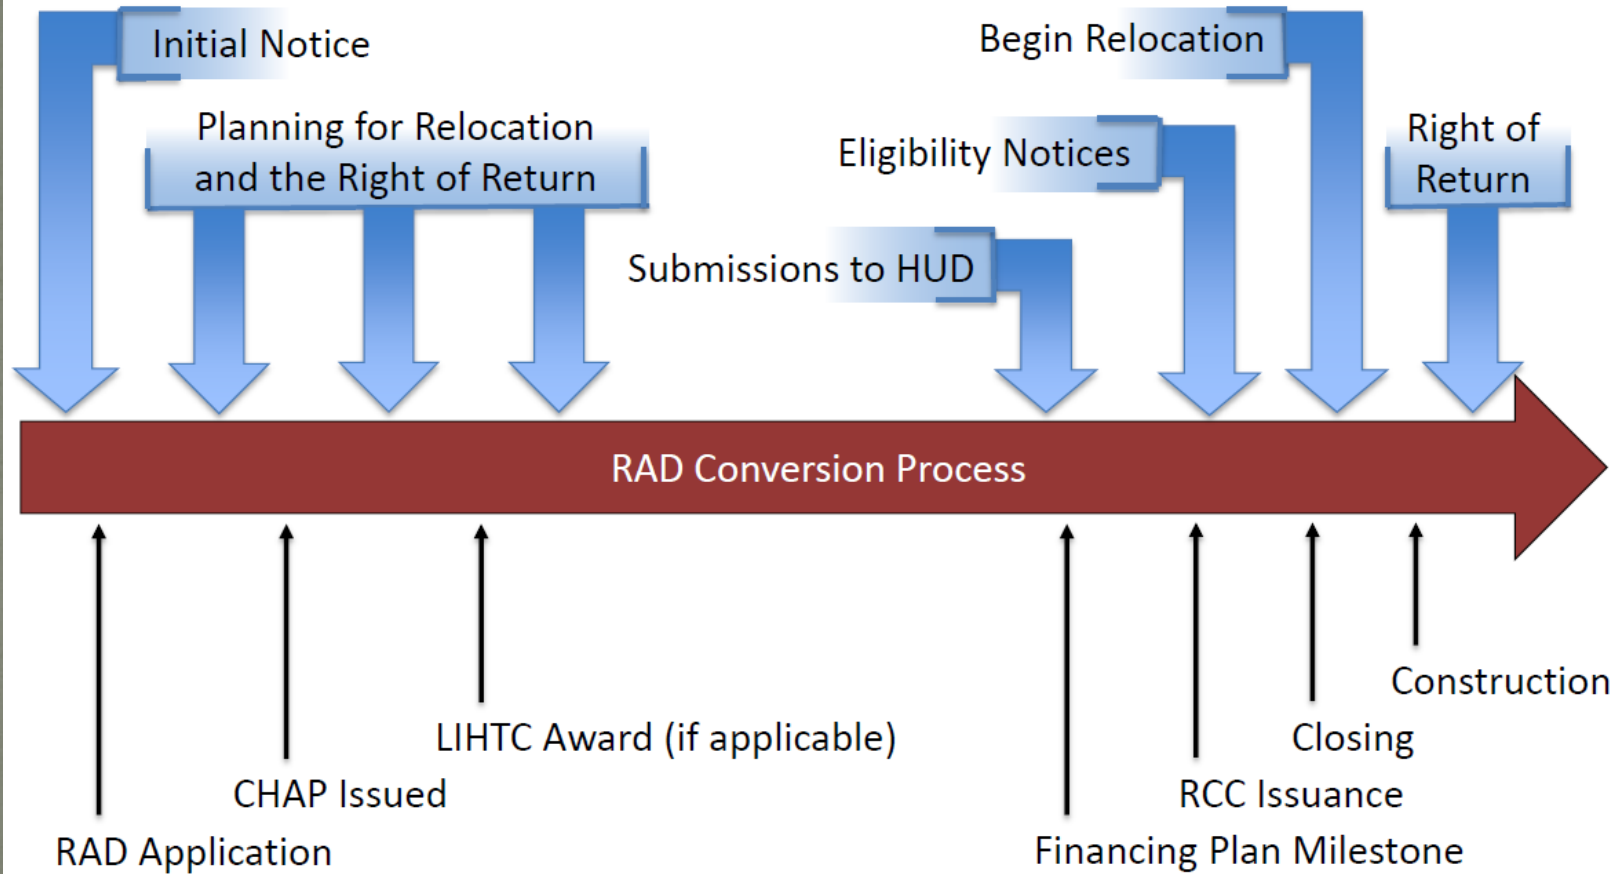 Initial Notice
Begin Relocation
Planning for Relocation
and the Right of Return
Eligibility Notices
Right of
Return
Submissions to HUD
RAD Conversion Process
Construction
LIHTC Award (if applicable)
Closing
CHAP Issued
RCC Issuance
RAD Application
Financing Plan Milestone